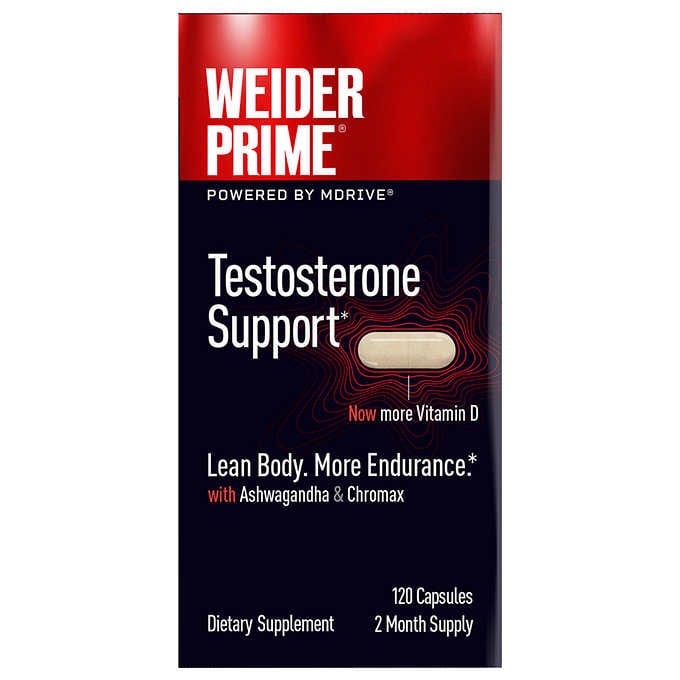 WEIDER
PRIME®
POWERED BY MDRIVE®
Testosterone
Support*
Now more Vitamin D
Lean Body. More Endurance.*
with Ashwagandha & Chromax
120 Capsules
Dietary Supplement 2 Month Supply